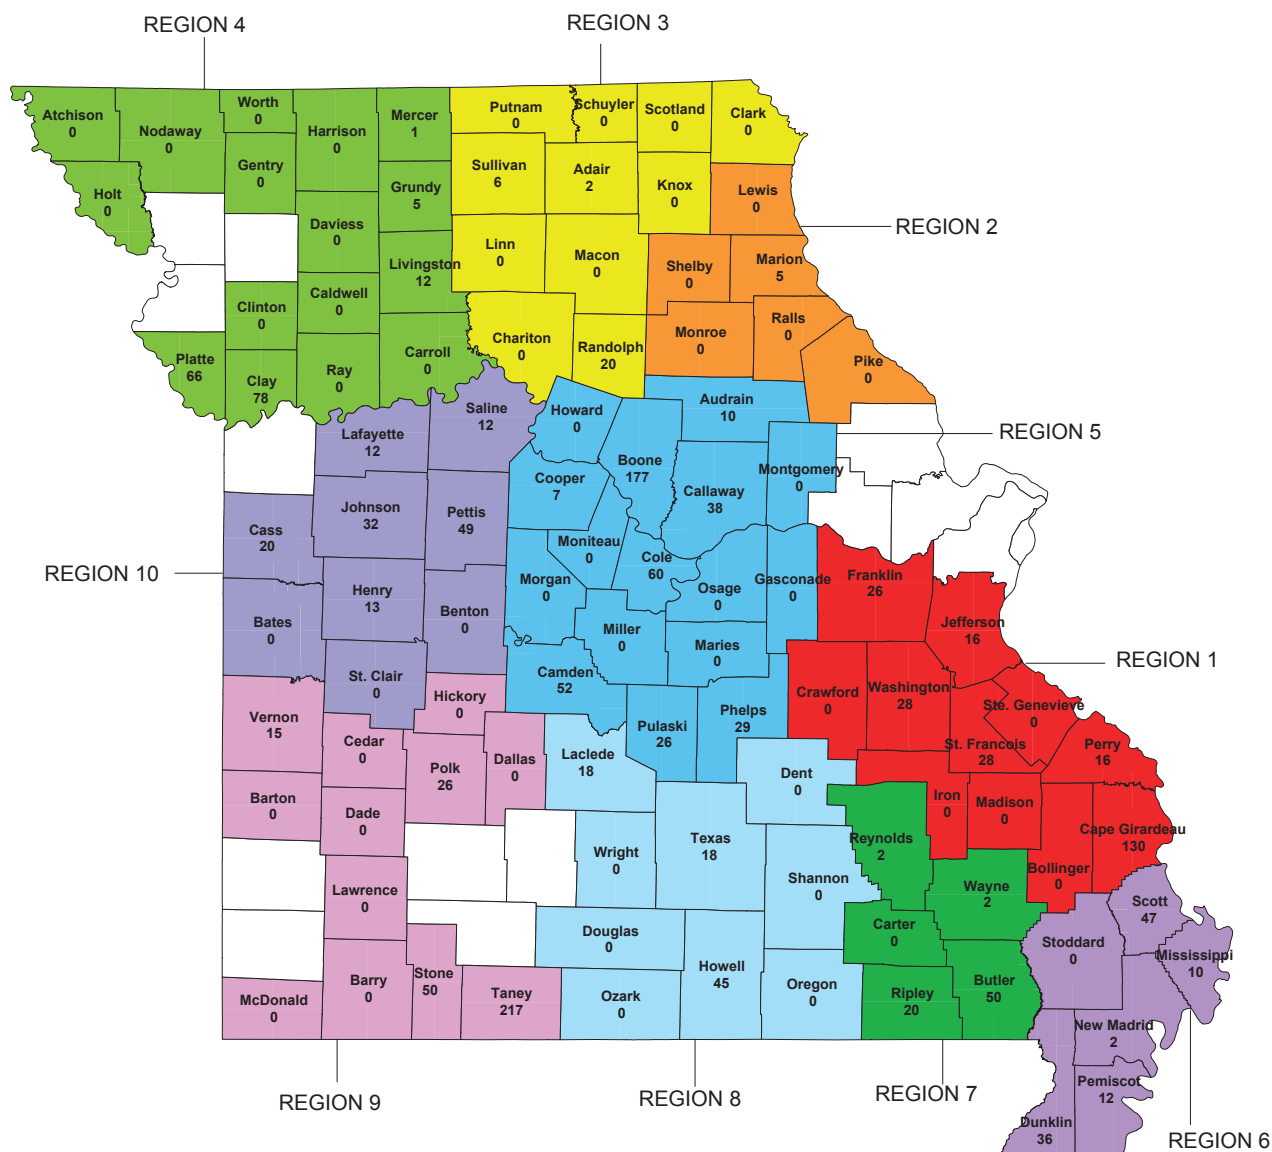 REGION 4
REGION 3
Atchison
0
Nodaway
0
Worth
0
Harrison
0
Mercer
1
Putnam
0
Schuyler
0
Scotland
0
Clark
0
Holt
0
Gentry
0
Grundy
5
Sullivan
6
Adair
2
Knox
0
Lewis
0
REGION 2
Daviess
0
Livingston
12
Linn
0
Macon
0
Shelby
0
Marion
5
Clinton
0
Caldwell
0
Chariton
0
Randolph
20
Monroe
0
Ralls
0
Pike
0
Platte
66
Clay
78
Ray
0
Carroll
0
Lafayette
12
Saline
12
Howard
0
Audrain
10
REGION 5
Boone
177
Cooper
7
Callaway
38
Montgomery
0
Cass
20
Johnson
32
Pettis
49
Moniteau
0
Cole
60
REGION 10
Henry
13
Morgan
0
Osage
0
Gasconade
0
Franklin
26
Bates
0
Benton
0
Miller
0
Maries
0
Jefferson
16
REGION 1
St. Clair
0
Camden
52
Crawford
0
Washington
28
Hickory
0
Ste. Genevieve
0
Vernon
15
Cedar
0
Pulaski
26
Phelps
29
St. Francois
28
Perry
16
Polk
26
Dallas
0
Laclede
18
Dent
0
Barton
0
Dade
0
Iron
0
Madison
0
Cape Girardeau
130
Wright
0
Texas
18
Reynolds
2
Bollinger
0
Lawrence
0
Shannon
0
Wayne
2
Scott
47
Douglas
0
Carter
0
Stoddard
0
Mississippi
10
Barry
0
Stone
50
Howell
45
Oregon
0
Ripley
20
Butler
50
McDonald
0
Taney
217
Ozark
0
New Madrid
2
Pemiscot
12
REGION 9
REGION 8
REGION 7
Dunklin
36
REGION 6